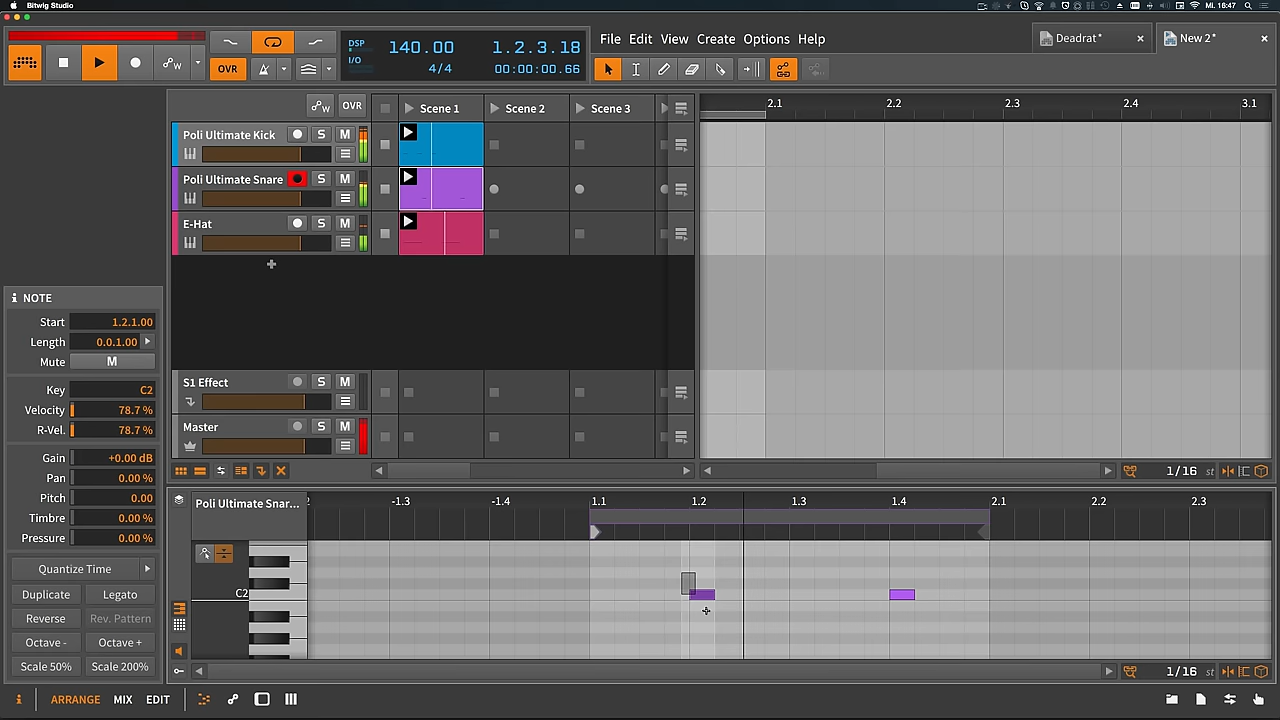 Bitwig Studio
Mi. 16:47
DSP
I/O
140.00
4/4
1.2.3.18
00:00:00.66
File Edit View Create Options Help
Deadrat*
New 2*
OVR
OVR
Scene 1
Scene 2
Scene 3
2.1
2.2
2.3
2.4
3.1
Poli Ultimate Kick
S M
Poli Ultimate Snare
S M
E-Hat
S M
S1 Effect
S M
Master
S M
1/16 st
i NOTE
Start 1.2.1.00
Length 0.0.1.00
Mute M
Key C2
Velocity 78.7 %
R-Vel. 78.7 %
Gain +0.00 dB
Pan 0.00 %
Pitch 0.00
Timbre 0.00 %
Pressure 0.00 %
Quantize Time
Duplicate Legato
Reverse Rev. Pattern
Octave - Octave +
Scale 50% Scale 200%
Poli Ultimate Snar...
-1.3
-1.4
1.1
1.2
1.3
1.4
2.1
2.2
2.3
C2
1/16 st
i ARRANGE MIX EDIT